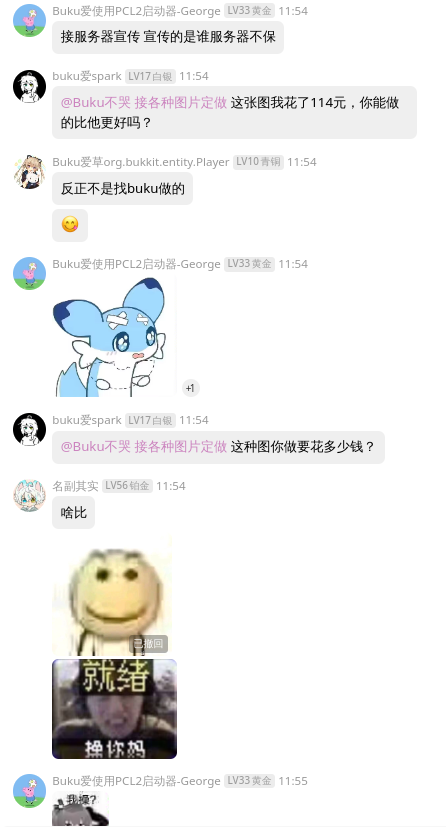 Buku爱使用PCL2启动器-George LV33 黄金 11:54
接服务器宣传 宣传的是谁服务器不保
buku爱spark LV17 白银 11:54
@Buku不哭 接各种图片定做 这张图我花了114元，你能做
的比他更好吗？
Buku爱草org.bukkit.entity.Player LV10 青铜 11:54
反正不是找buku做的
Buku爱使用PCL2启动器-George LV33 黄金 11:54
+1
buku爱spark LV17 白银 11:54
@Buku不哭 接各种图片定做 这种图你做要花多少钱？
名副其实 LV56 铂金 11:54
啥比
已撤回
就绪
操你妈
Buku爱使用PCL2启动器-George LV33 黄金 11:55
我操?